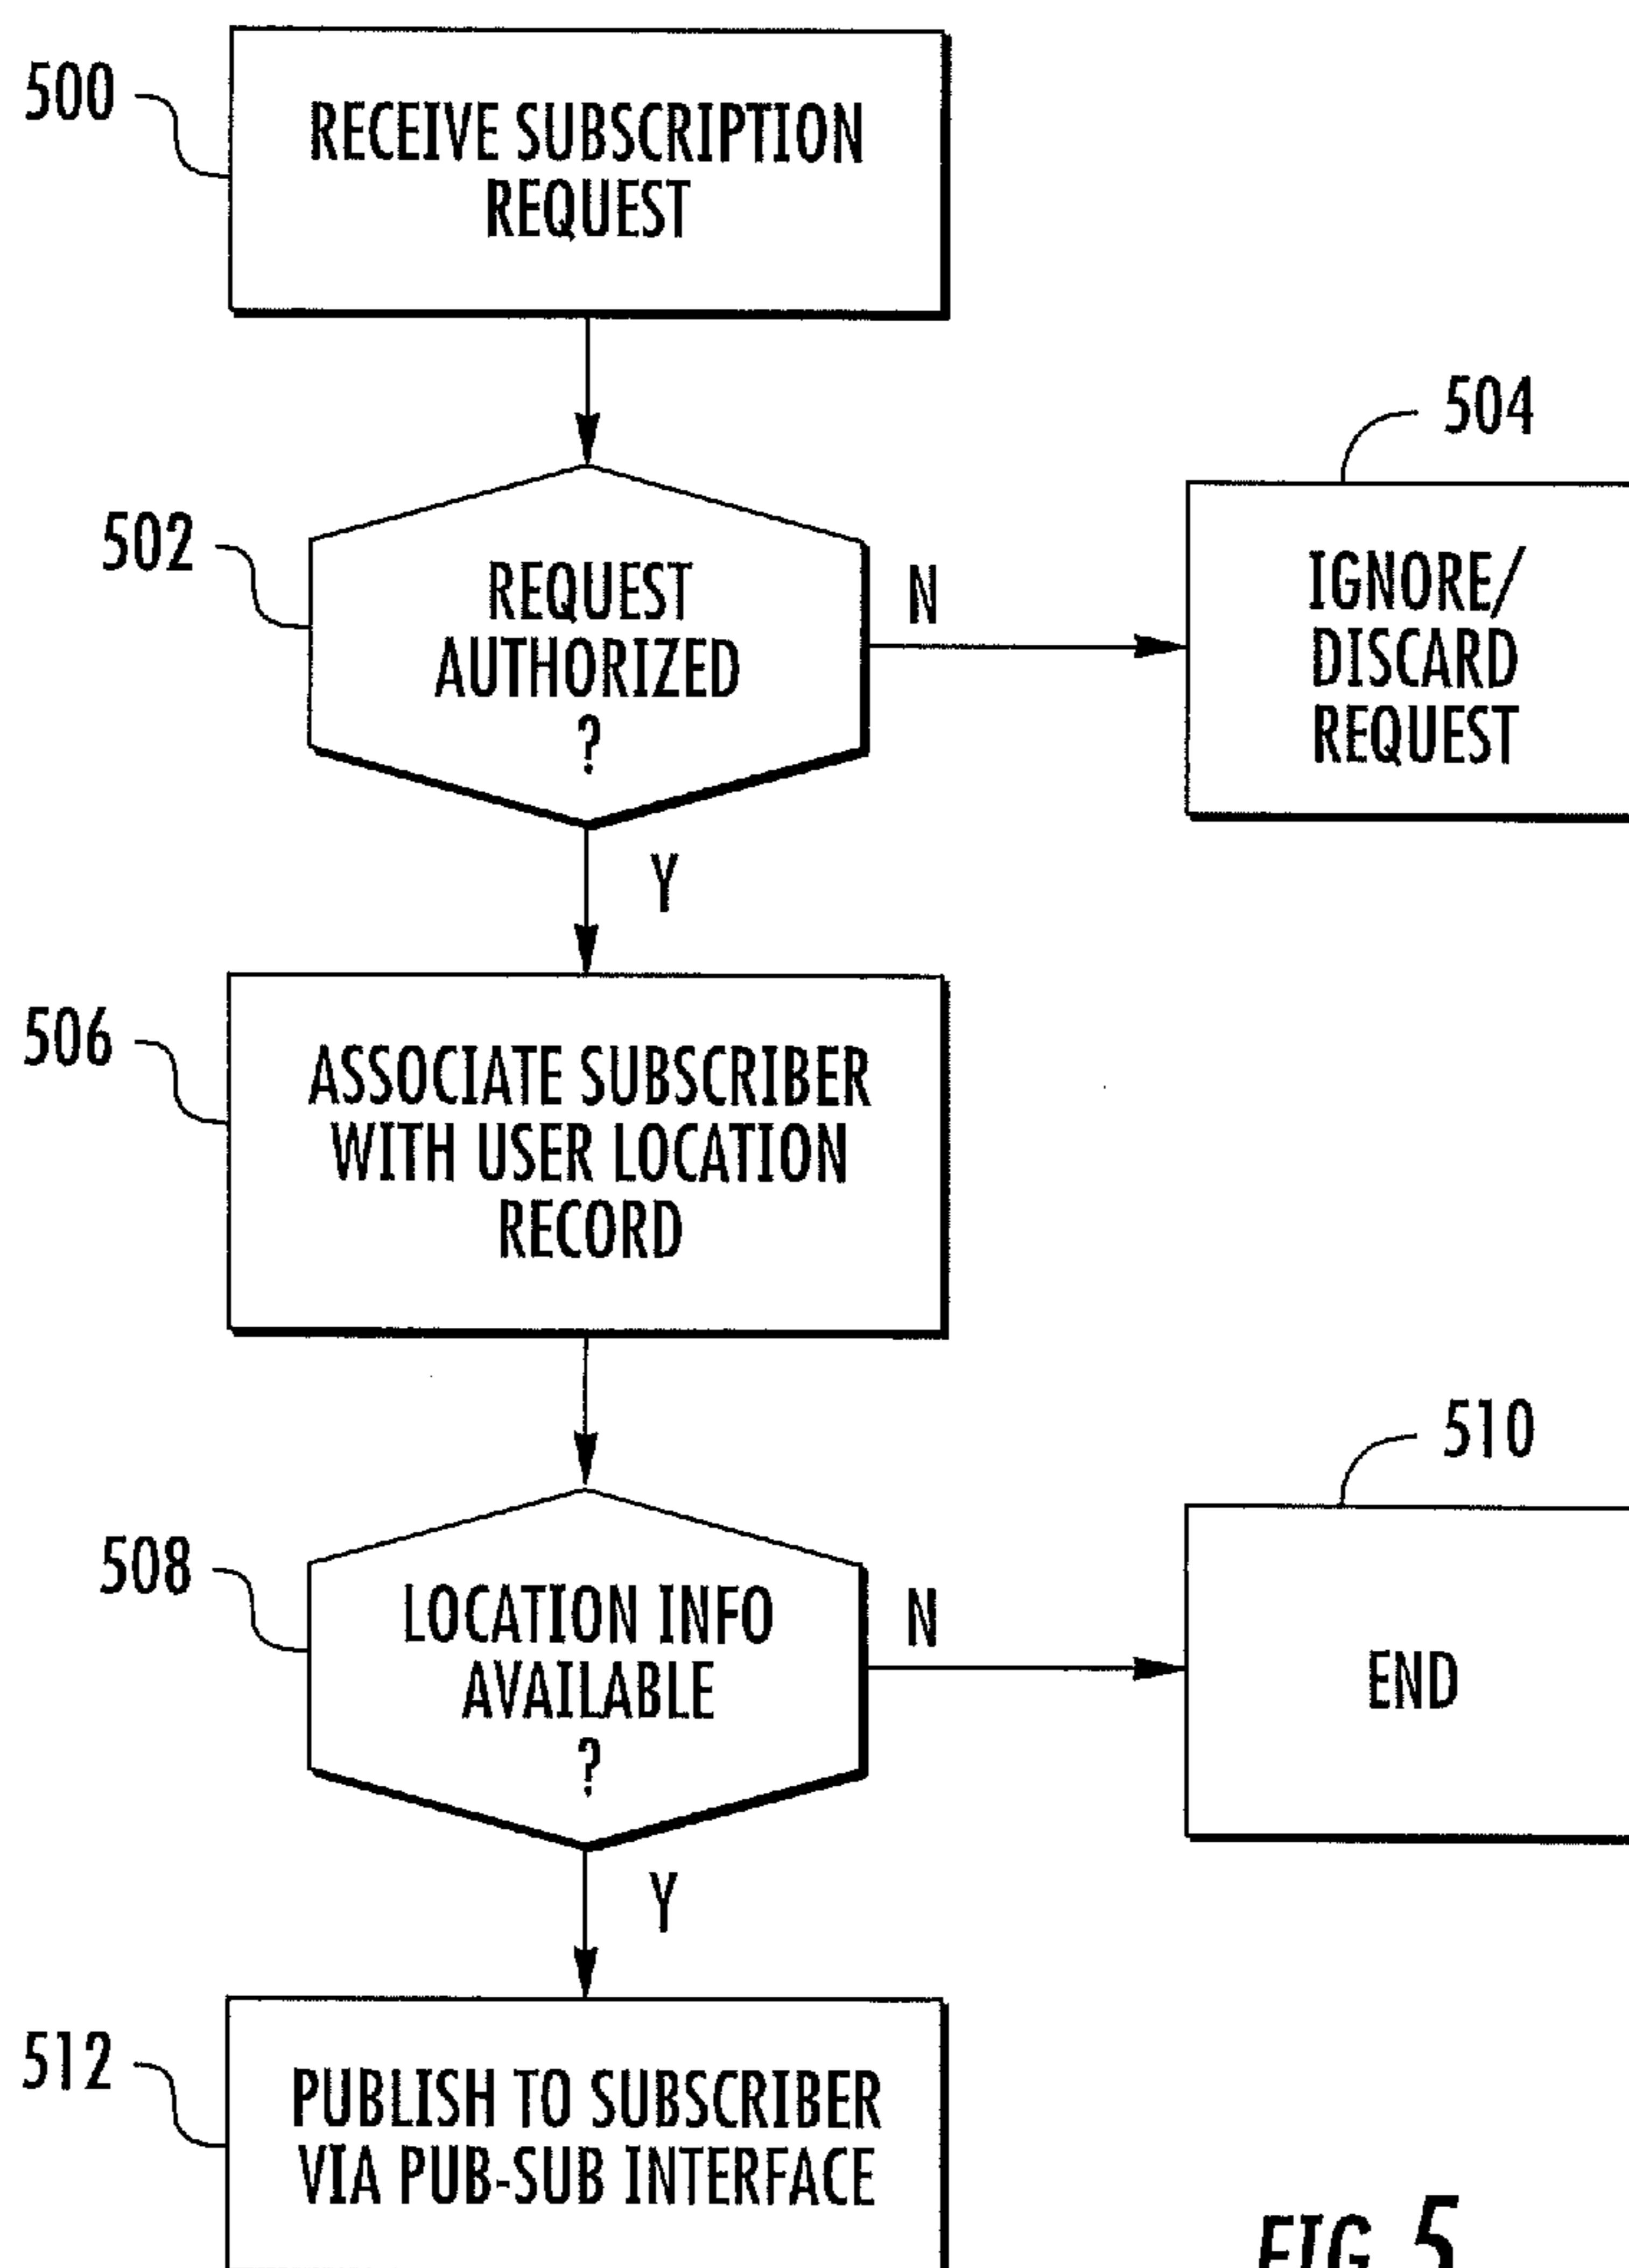 500
RECEIVE SUBSCRIPTION
REQUEST
504
502
REQUEST
AUTHORIZED
?
N
IGNORE/
DISCARD
REQUEST
Y
506
ASSOCIATE SUBSCRIBER
WITH USER LOCATION
RECORD
510
508
LOCATION INFO
AVAILABLE
?
N
END
Y
512
PUBLISH TO SUBSCRIBER
VIA PUB-SUB INTERFACE
FIG. 5